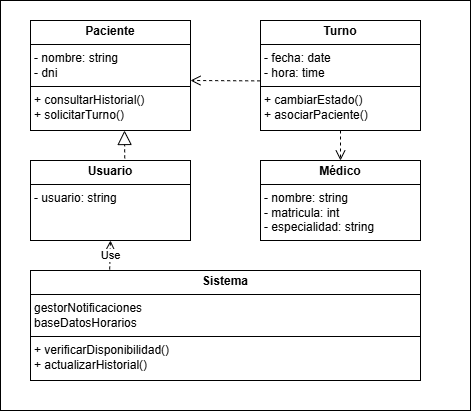 Paciente
- nombre: string
- dni
+ consultarHistorial()
+ solicitarTurno()
Turno
- fecha: date
- hora: time
+ cambiarEstado()
+ asociarPaciente()
Usuario
- usuario: string
Médico
- nombre: string
- matricula: int
- especialidad: string
Use
Sistema
gestorNotificaciones
baseDatosHorarios
+ verificarDisponibilidad()
+ actualizarHistorial()